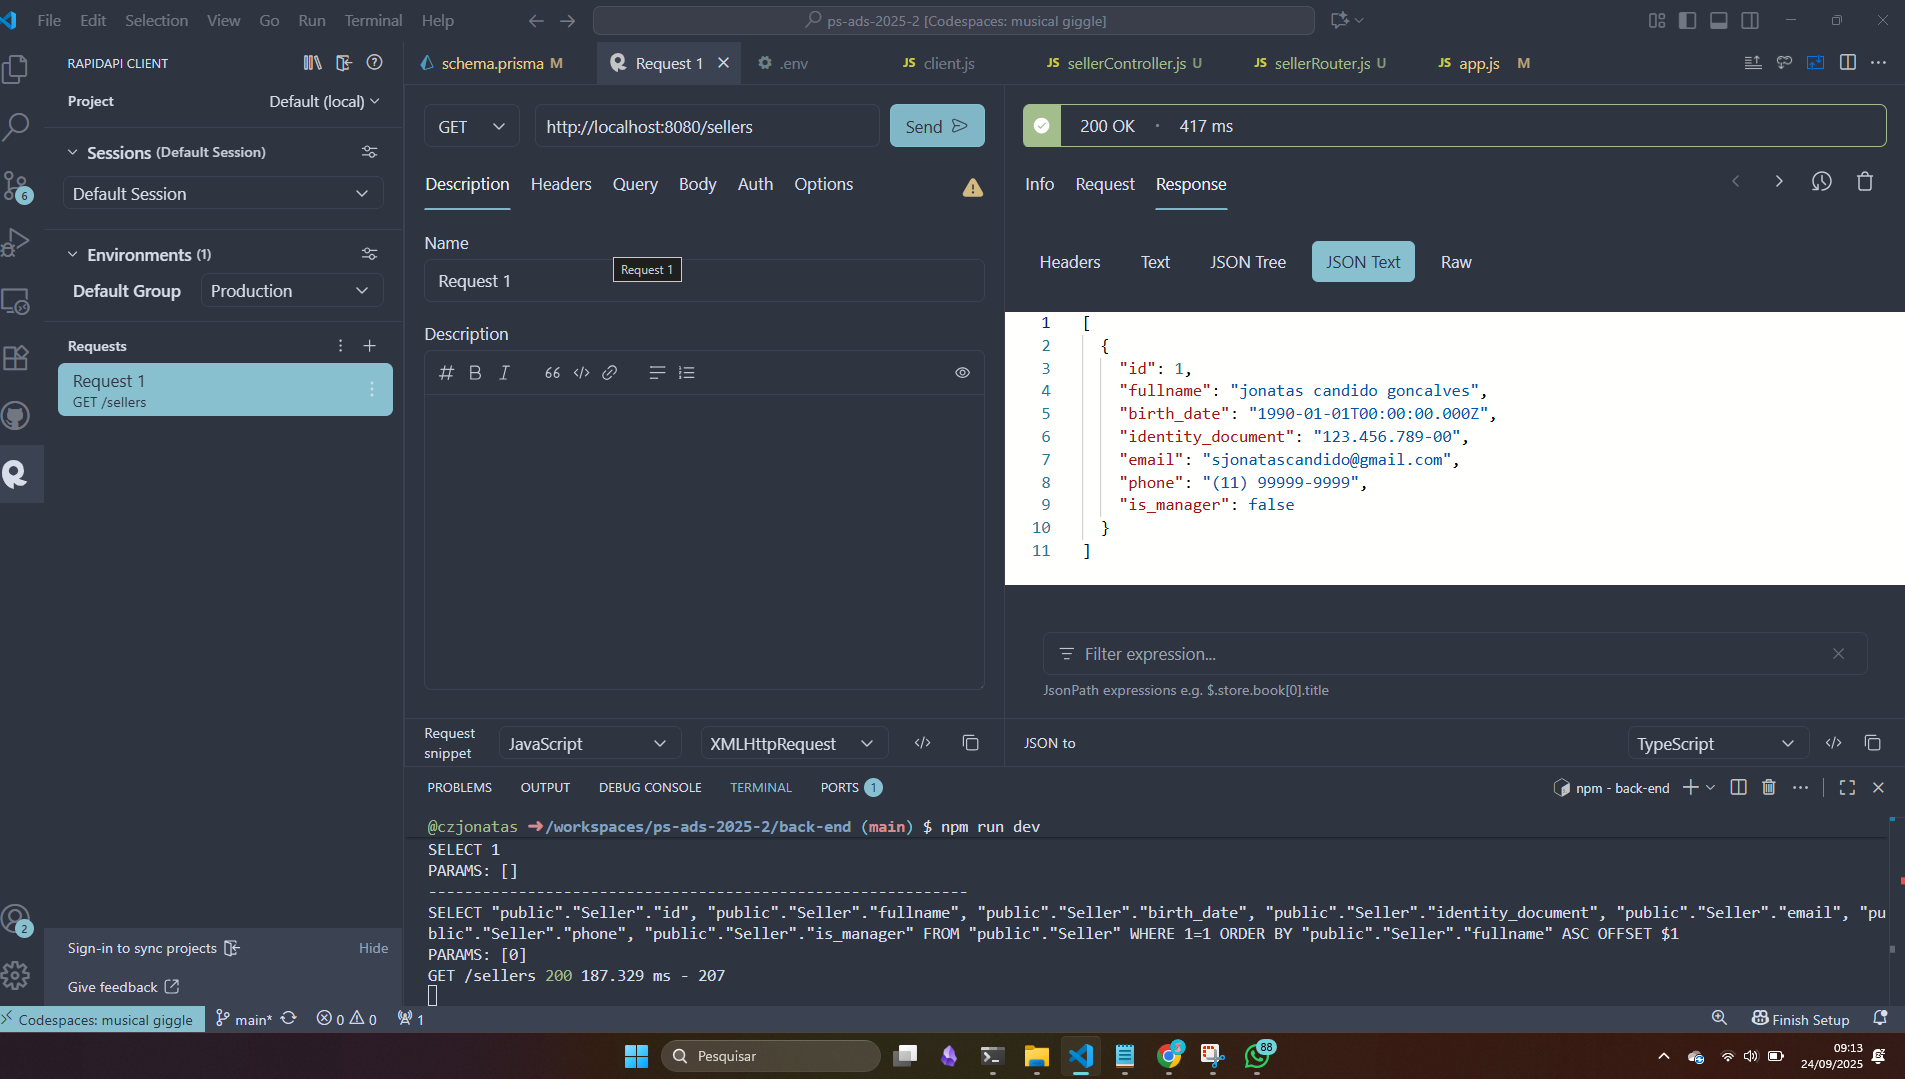 File Edit Selection View Go Run Terminal Help
ps-ads-2025-2 [Codespaces: musical giggle]
RAPIDAPI CLIENT
schema.prisma M
Request 1
.env
JS client.js
JS sellerController.js U
JS sellerRouter.js U
JS app.js M
Project
Default (local)
Sessions (Default Session)
Default Session
Environments (1)
Default Group
Production
Requests
Request 1
GET /sellers
Sign-in to sync projects
Hide
Give feedback
6
2
GET
http://localhost:8080/sellers
Send
Description Headers Query Body Auth Options
Name
Request 1
Request 1
Description
B I 66
Request
snippet
JavaScript
XMLHttpRequest
200 OK · 417 ms
Info Request Response
Headers Text JSON Tree JSON Text Raw
1 [
2 {
3 "id": 1,
4 "fullname": "jonatas candido goncalves",
5 "birth_date": "1990-01-01T00:00:00.000Z",
6 "identity_document": "123.456.789-00",
7 "email": "sjonatascandido@gmail.com",
8 "phone": "(11) 99999-9999",
9 "is_manager": false
10 }
11 ]
Filter expression...
JsonPath expressions e.g. $.store.book[0].title
JSON to
TypeScript
PROBLEMS OUTPUT DEBUG CONSOLE TERMINAL PORTS 1
npm - back-end
@czjonatas ➜ /workspaces/ps-ads-2025-2/back-end (main) $ npm run dev
SELECT 1
PARAMS: []
------------------------------------------------------------
SELECT "public"."Seller"."id", "public"."Seller"."fullname", "public"."Seller"."birth_date", "public"."Seller"."identity_document", "public"."Seller"."email", "pu
blic"."Seller"."phone", "public"."Seller"."is_manager" FROM "public"."Seller" WHERE 1=1 ORDER BY "public"."Seller"."fullname" ASC OFFSET $1
PARAMS: [0]
GET /sellers 200 187.329 ms - 207
Codespaces: musical giggle
main*
0 0
1
Finish Setup
Pesquisar
88
09:13
24/09/2025